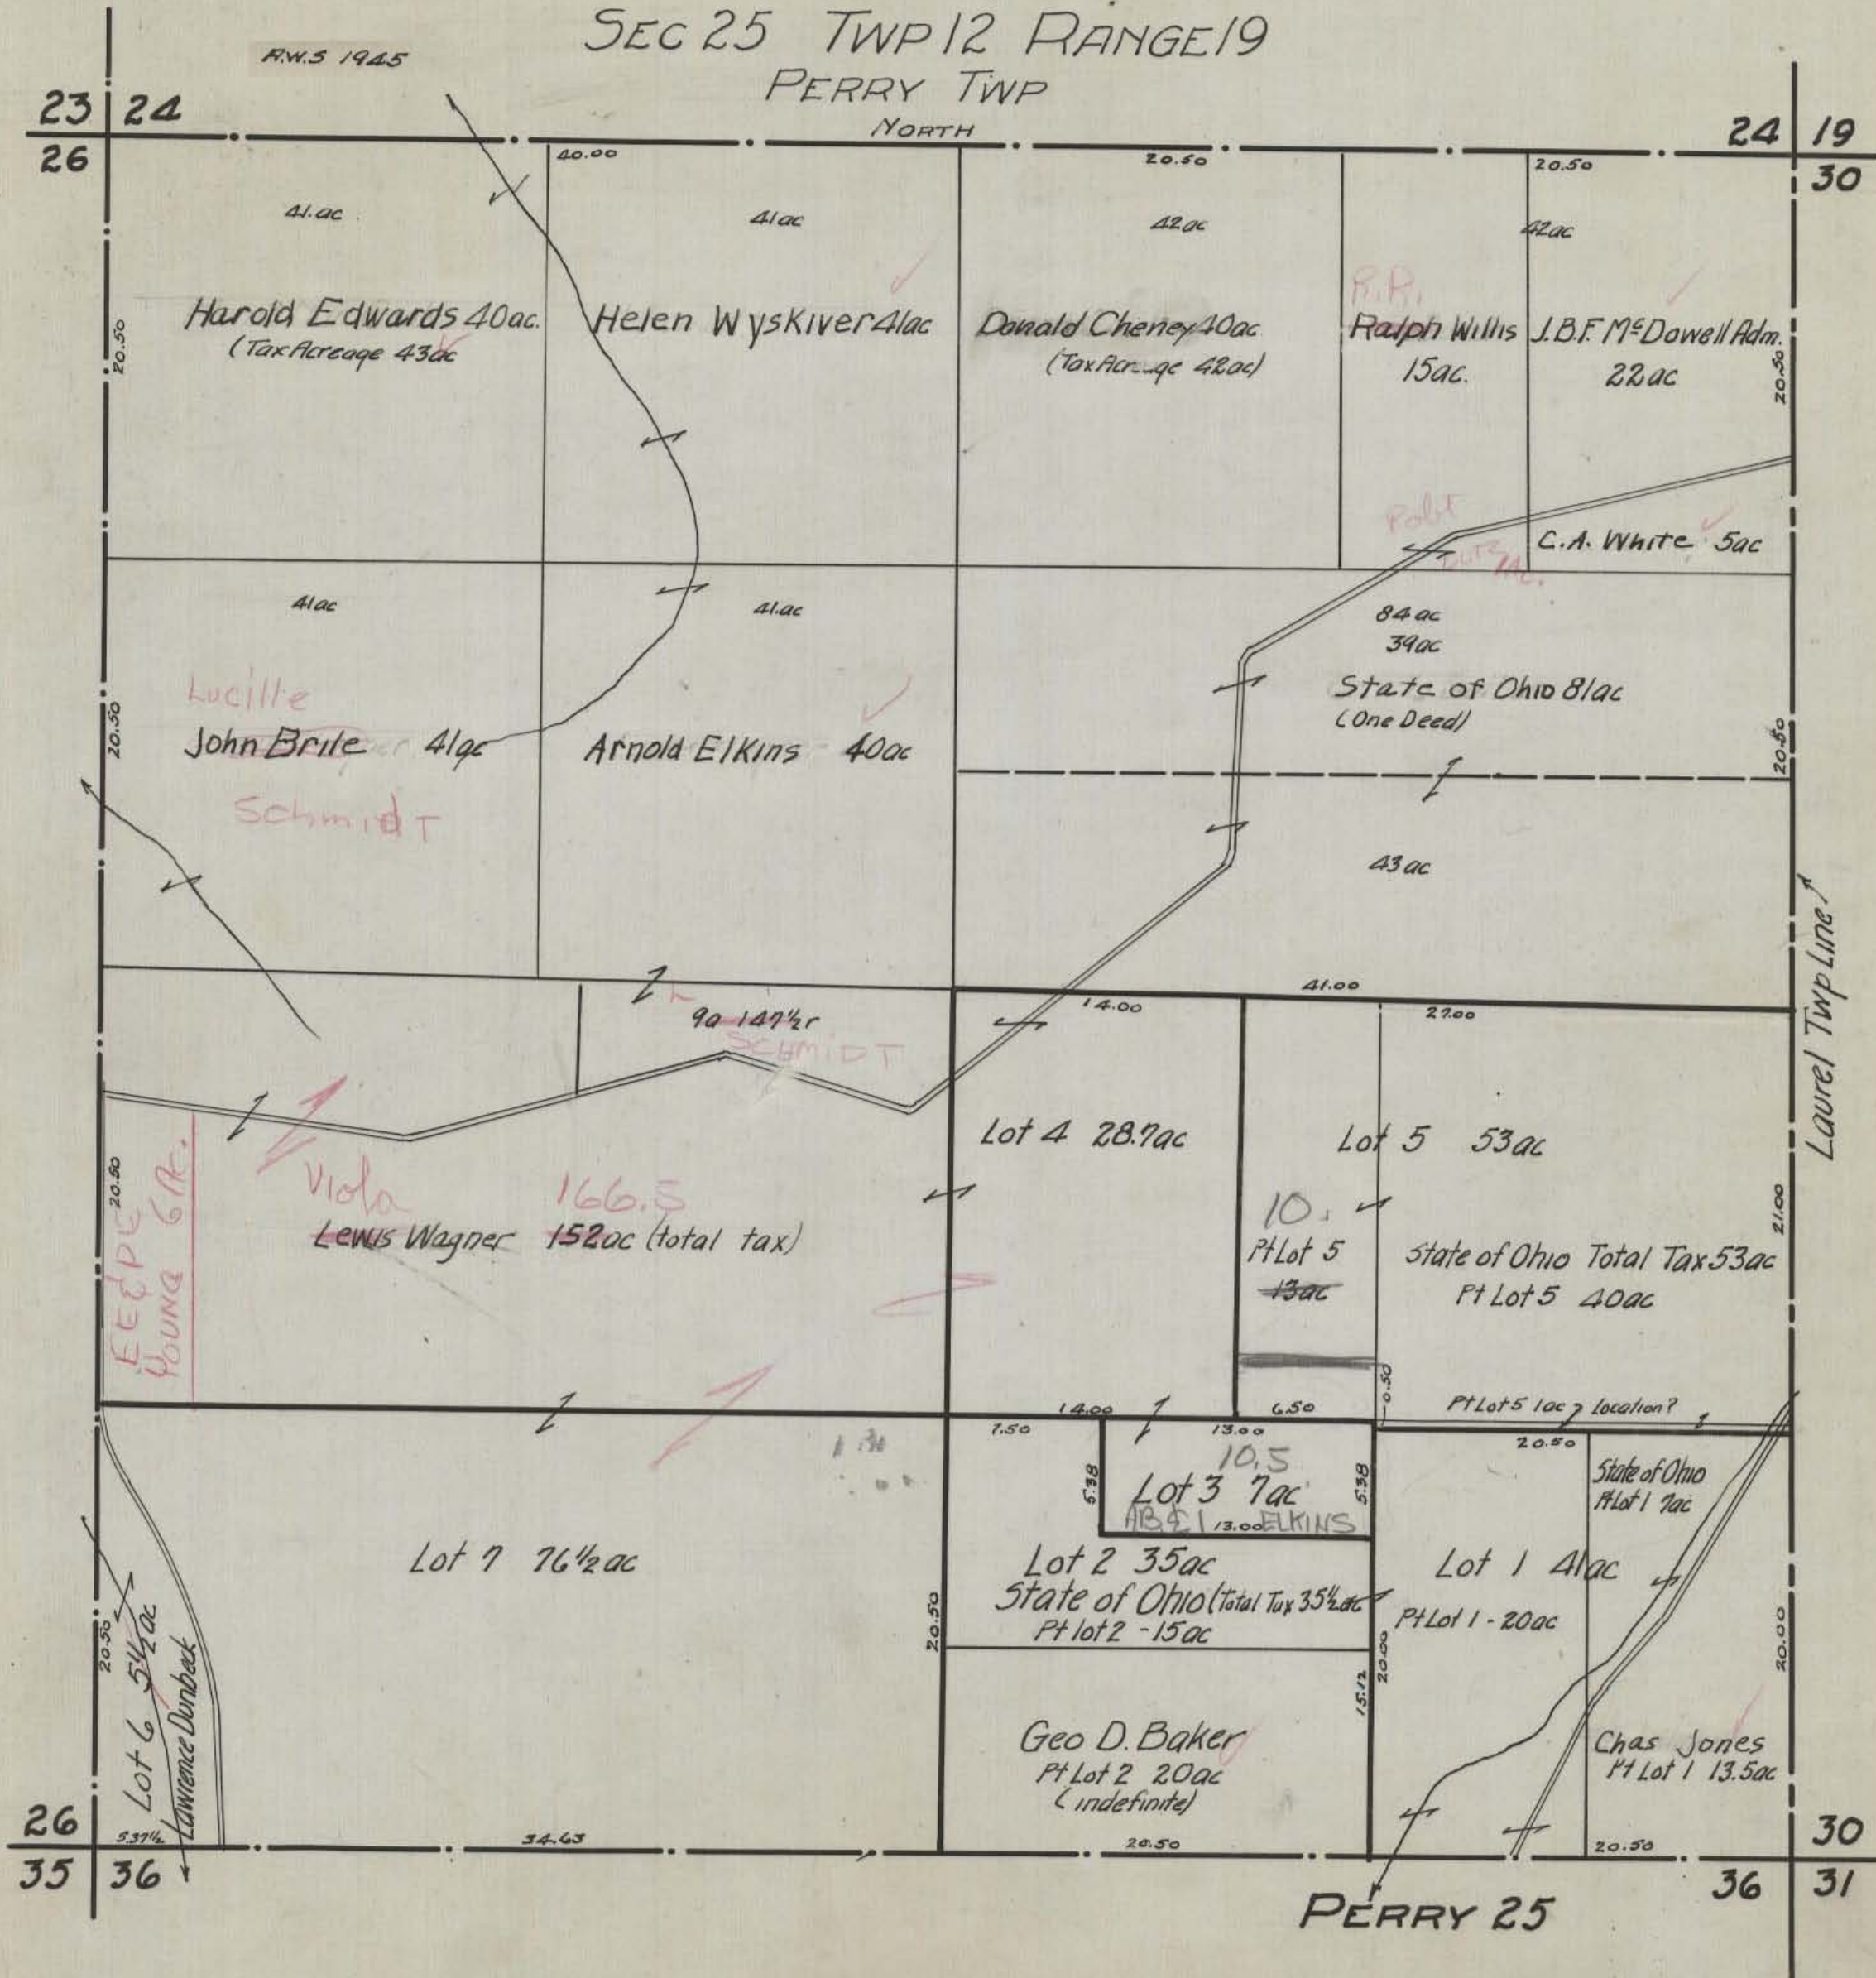 SEC 25 TWP 12 RANGE 19
A.W.S 1945
PERRY TWP
23 24
NORTH
24 19
26
40.00
20.50
20.50
30
41.ac
41ac
42ac
42ac
R.R.
Harold Edwards 40ac.
(Tax Acreage 43ac
Helen Wyskiver 41ac
Donald Cheney 40ac
(Tax Acreage 42ac)
Ralph Willis
15ac.
J.B.F. McDowell Adm.
22ac
20.50
20.50
Robt
1 Ac.
C.A. White 5ac
41ac
41.ac
84ac
39ac
State of Ohio 81ac
(One Deed)
Lucille
John Brile 41ac
Schmidt
Arnold Elkins 40ac
20.50
20.50
43ac
Laurel Twp Line
41.00
14.00
27.00
9a 147½r
SCHMIDT
Lot 4 28.7ac
Lot 5 53ac
20.50
E E & D L
YOUNG 6 Ac.
Viola
166.5
Lewis Wagner 152ac (total tax)
10.
Pt Lot 5
13ac
State of Ohio Total Tax 53ac
Pt Lot 5 40ac
21.00
0.50
14.00
6.50
Pt Lot 5 1ac ? Location?
7.50
13.00
20.50
10.5
5.38
Lot 3 7ac
5.38
AB & I 13.00 ELKINS
State of Ohio
Pt Lot 1 7ac
Lot 7 76½ac
Lot 2 35ac
State of Ohio (Total Tax 35½ac
Pt lot 2 - 15ac
Lot 1 41ac
Pt Lot 1 - 20ac
20.50
Lot 6 5½ac
Lawrence Dunbeck
20.50
20.00
15.12
20.00
Geo D. Baker
Pt Lot 2 20ac
(indefinite)
Chas Jones
Pt Lot 1 13.5ac
26
5.37½
34.63
20.50
20.50
30
35 36
36 31
PERRY 25